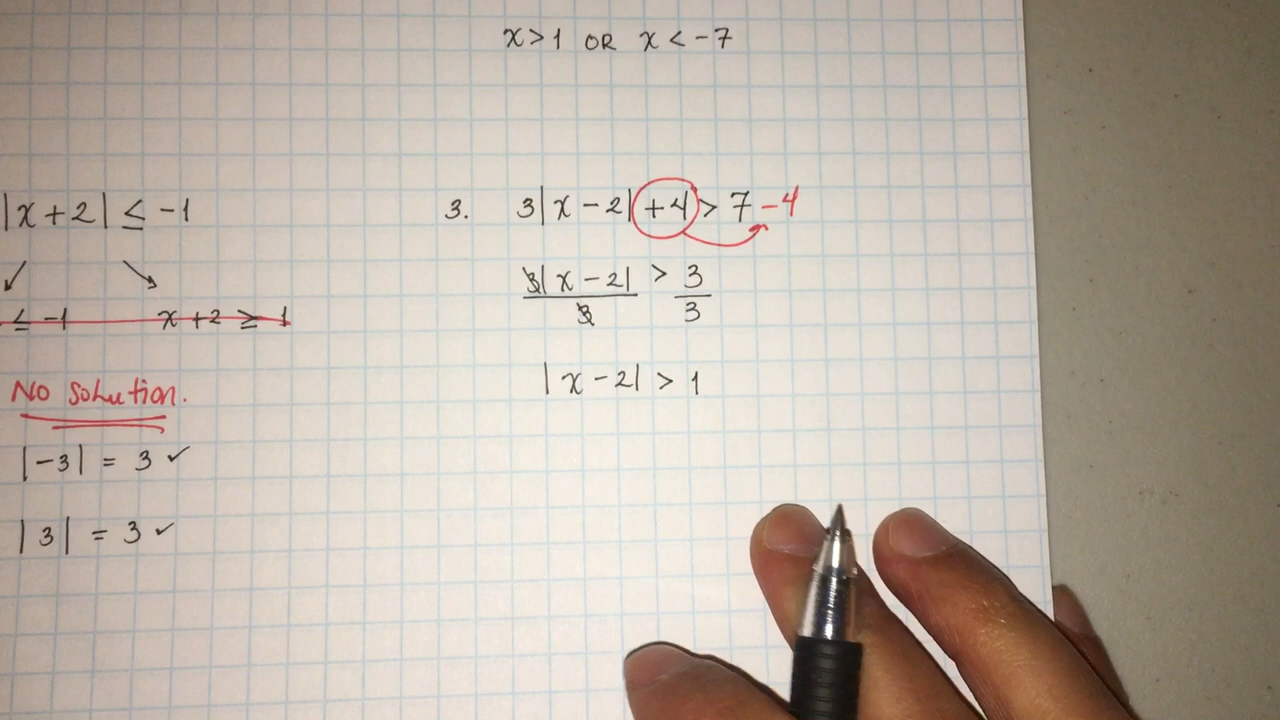 x > 1 OR x < -7
|x + 2| ≤ -1
≤ -1 x + 2 ≥ 1
No solution.
|-3| = 3 ✓
|3| = 3 ✓
3. 3|x - 2| + 4 > 7 - 4
3|x - 2| > 3
3 3
|x - 2| > 1